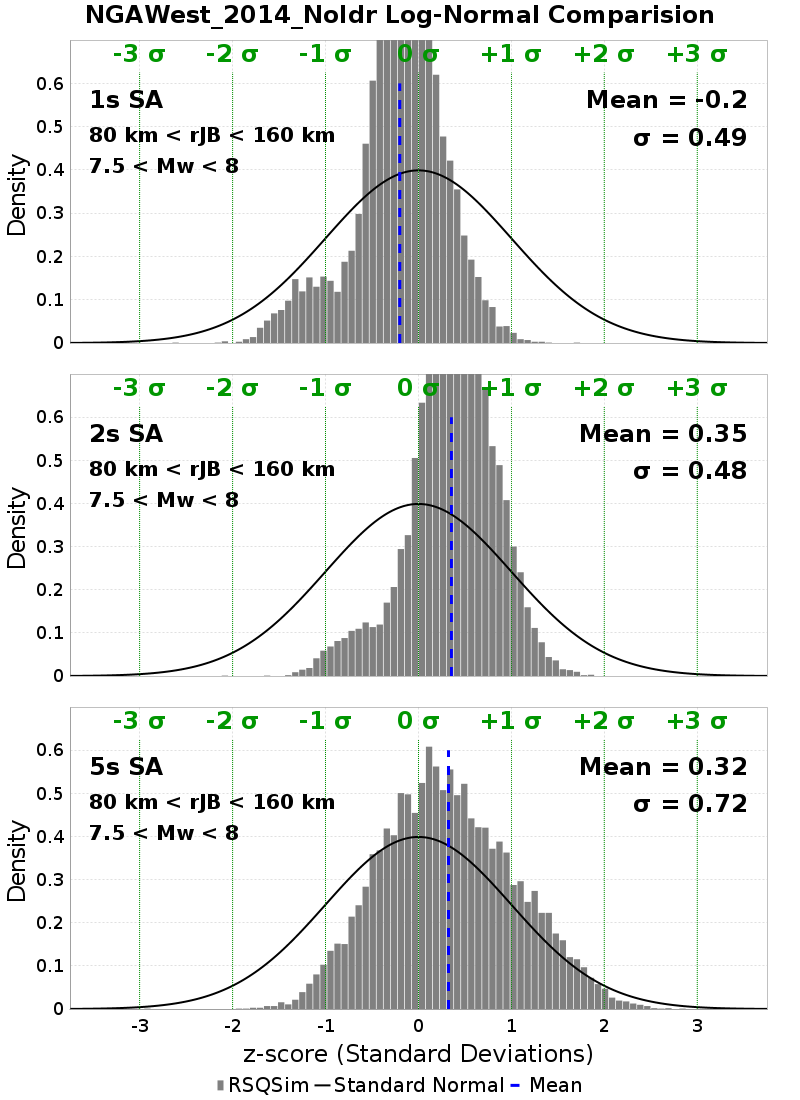 NGAWest_2014_NoIdr Log-Normal Comparision
-3 σ -2 σ -1 σ 0 σ +1 σ +2 σ +3 σ
1s SA
Mean = -0.2
80 km < rJB < 160 km
σ = 0.49
7.5 < Mw < 8
Density
0.6
0.5
0.4
0.3
0.2
0.1
0
-3 σ -2 σ -1 σ 0 σ +1 σ +2 σ +3 σ
2s SA
Mean = 0.35
80 km < rJB < 160 km
σ = 0.48
7.5 < Mw < 8
Density
0.6
0.5
0.4
0.3
0.2
0.1
0
-3 σ -2 σ -1 σ 0 σ +1 σ +2 σ +3 σ
5s SA
Mean = 0.32
80 km < rJB < 160 km
σ = 0.72
7.5 < Mw < 8
Density
0.6
0.5
0.4
0.3
0.2
0.1
0
-3 -2 -1 0 1 2 3
z-score (Standard Deviations)
RSQSim Standard Normal Mean